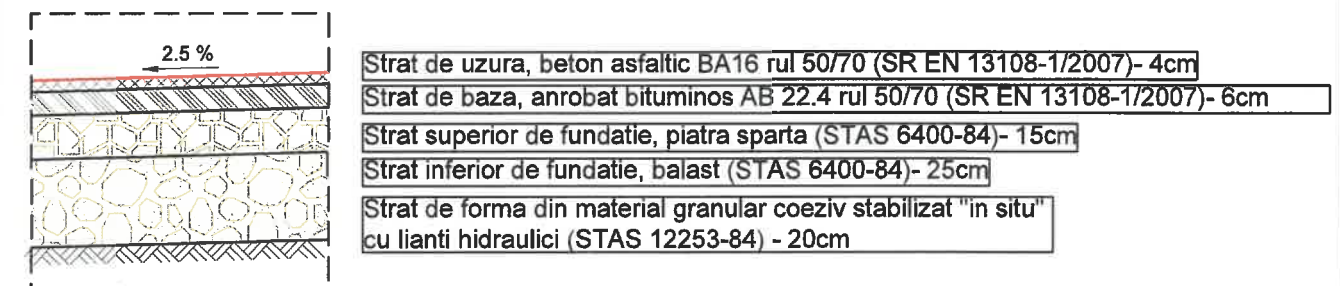 2.5 %
Strat de uzura, beton asfaltic BA16 rul 50/70 (SR EN 13108-1/2007)- 4cm
Strat de baza, anrobat bituminos AB 22.4 rul 50/70 (SR EN 13108-1/2007)- 6cm
Strat superior de fundatie, piatra sparta (STAS 6400-84)- 15cm
Strat inferior de fundatie, balast (STAS 6400-84)- 25cm
Strat de forma din material granular coeziv stabilizat "in situ"
cu lianti hidraulici (STAS 12253-84) - 20cm